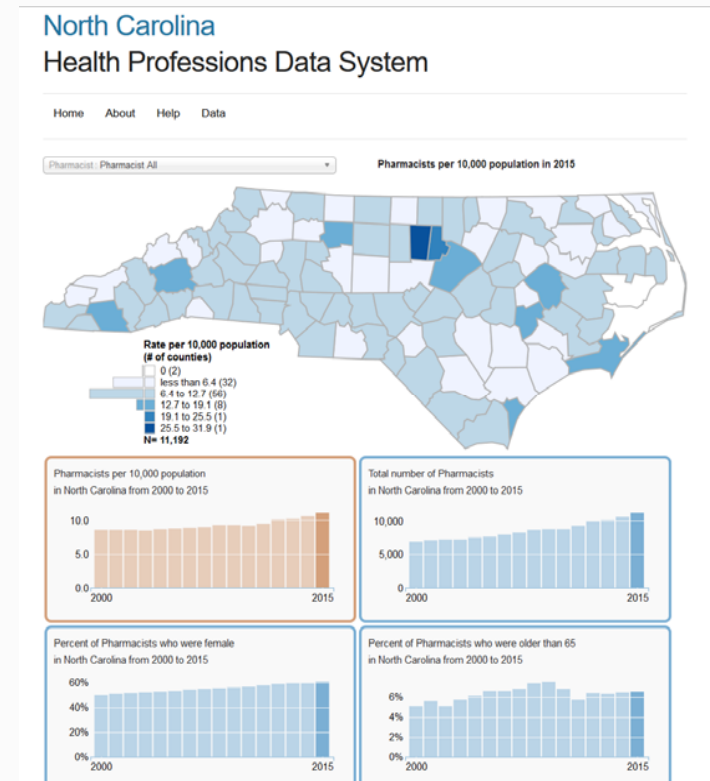 North Carolina
Health Professions Data System
Home About Help Data
Pharmacist: Pharmacist All
Pharmacists per 10,000 population in 2015
Rate per 10,000 population
(# of counties)
0 (2)
less than 6.4 (32)
6.4 to 12.7 (56)
12.7 to 19.1 (8)
19.1 to 25.5 (1)
25.5 to 31.9 (1)
N= 11,192
Pharmacists per 10,000 population
in North Carolina from 2000 to 2015
10.0
5.0
0.0
2000 2015
Total number of Pharmacists
in North Carolina from 2000 to 2015
10,000
5,000
0
2000 2015
Percent of Pharmacists who were female
in North Carolina from 2000 to 2015
60%
40%
20%
0%
2000 2015
Percent of Pharmacists who were older than 65
in North Carolina from 2000 to 2015
6%
4%
2%
0%
2000 2015